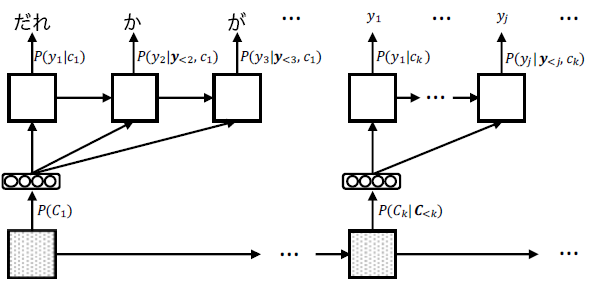 だれ か が ... y₁ ... yⱼ ...
P(y₁|c₁) P(y₂|y<₂, c₁) P(y₃|y<₃, c₁) P(y₁|cₖ) P(yⱼ|y<ⱼ, cₖ)
...
P(C₁) P(Cₖ|C<ₖ)
... ...